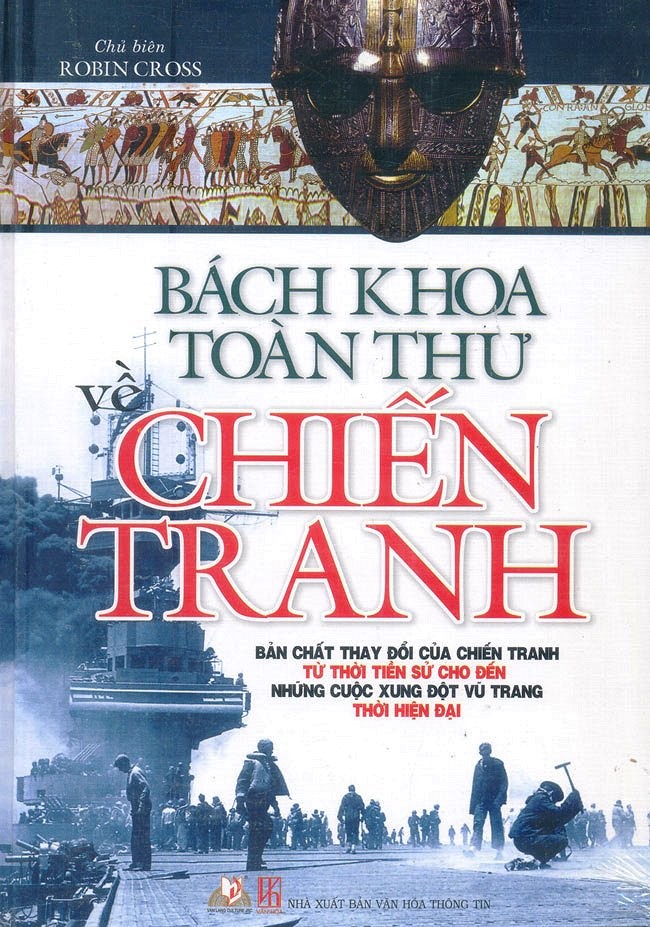 Chủ biên
ROBIN CROSS
BÁCH KHOA
TOÀN THƯ
về
CHIẾN
TRANH
BẢN CHẤT THAY ĐỔI CỦA CHIẾN TRANH
TỪ THỜI TIỀN SỬ CHO ĐẾN
NHỮNG CUỘC XUNG ĐỘT VŨ TRANG
THỜI HIỆN ĐẠI
NHÀ XUẤT BẢN VĂN HÓA THÔNG TIN